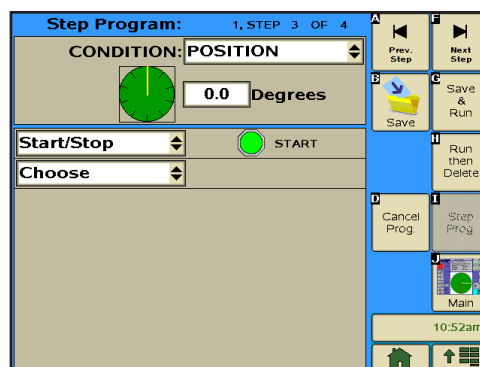 Step Program: 1, STEP 3 OF 4
CONDITION: POSITION
0.0 Degrees
Start/Stop START
Choose
A
Prev.
Step
F
Next
Step
B
Save
G
Save
&
Run
H
Run
then
Delete
D
Cancel
Prog.
I
Step
Prog
J
Main
10:52am